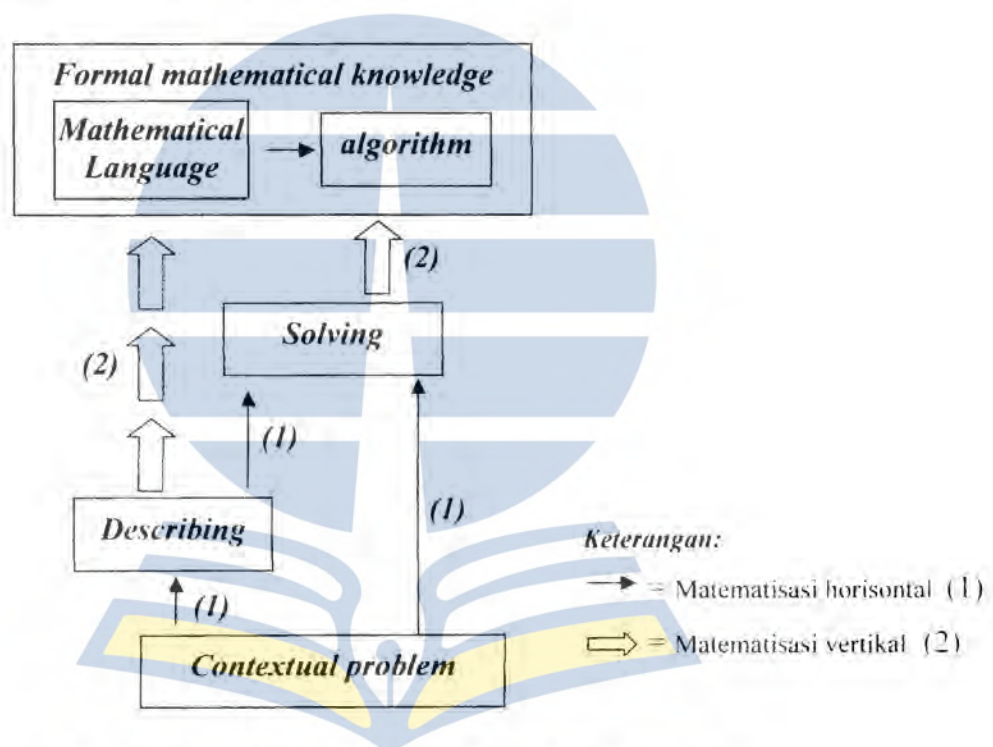 Formal mathematical knowledge
Mathematical
Language
algorithm
(2)
Solving
(2)
(1)
(1)
Describing
(1)
Contextual problem
Keterangan:
= Matematisasi horisontal (1)
= Matematisasi vertikal (2)